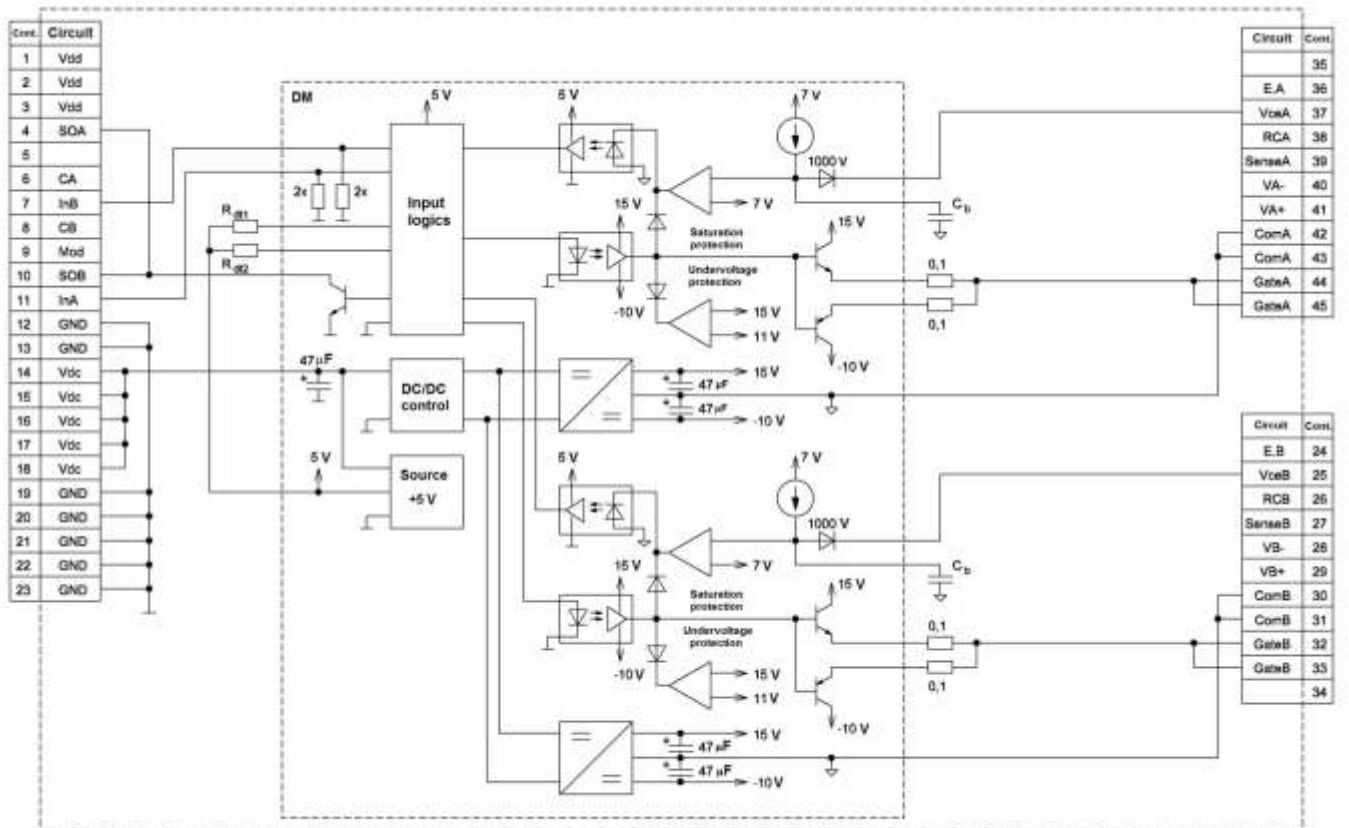 Cont. Circuit
1 Vdd
2 Vdd
3 Vdd
4 SOA
5
6 CA
7 InB
8 CB
9 Mod
10 SOB
11 InA
12 GND
13 GND
14 Vdc
15 Vdc
16 Vdc
17 Vdc
18 Vdc
19 GND
20 GND
21 GND
22 GND
23 GND
DM
5 V
2x
2x
Rdt1
Rdt2
Input
logics
47 µF
+
DC/DC
control
5 V
Source
+5 V
5 V
7 V
1000 V
7 V
Cb
15 V
15 V
Saturation
protection
Undervoltage
protection
0,1
0,1
-10 V
15 V
11 V
-10 V
15 V
+
47 µF
+
47 µF
-10 V
5 V
7 V
1000 V
7 V
Cb
15 V
15 V
Saturation
protection
Undervoltage
protection
0,1
0,1
-10 V
15 V
11 V
-10 V
15 V
+
47 µF
+
47 µF
-10 V
Circuit Cont.
35
E.A 36
VceA 37
RCA 38
SenseA 39
VA- 40
VA+ 41
ComA 42
ComA 43
GateA 44
GateA 45
Circuit Cont.
E.B 24
VceB 25
RCB 26
SenseB 27
VB- 28
VB+ 29
ComB 30
ComB 31
GateB 32
GateB 33
34